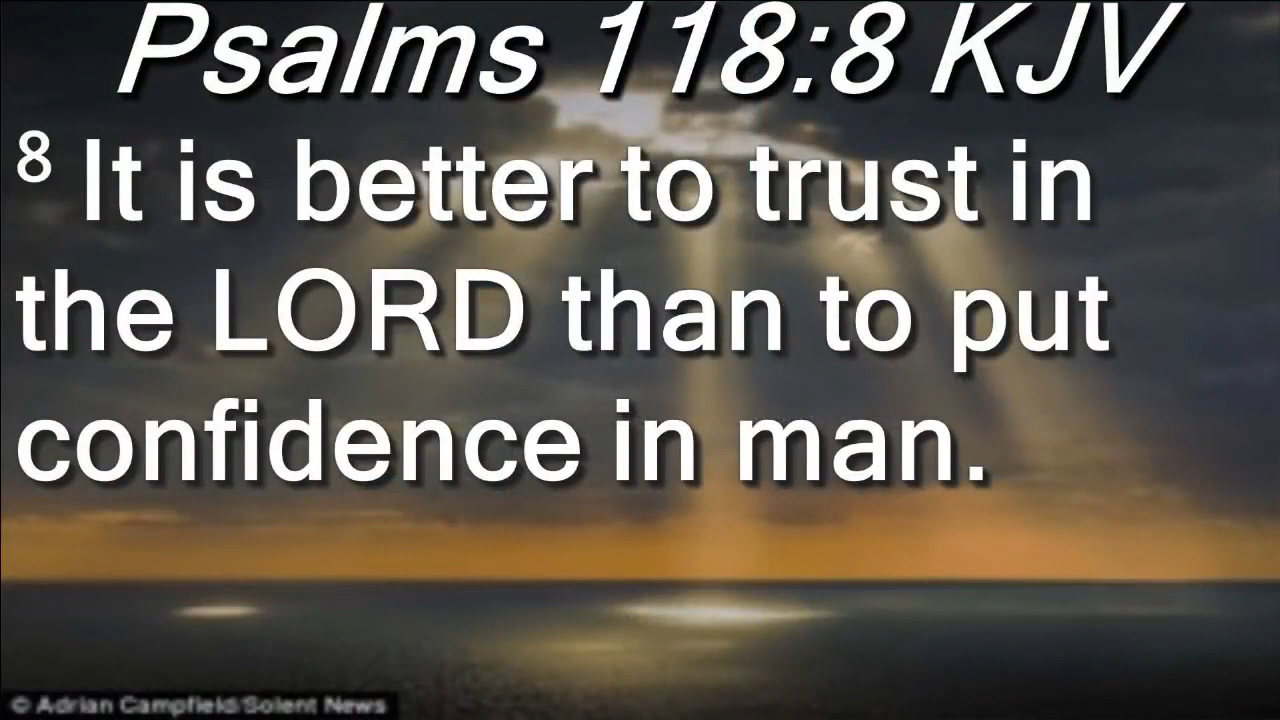 Psalms 118:8 KJV
8 It is better to trust in
the LORD than to put
confidence in man.
© Adrian Campfield/Solent News